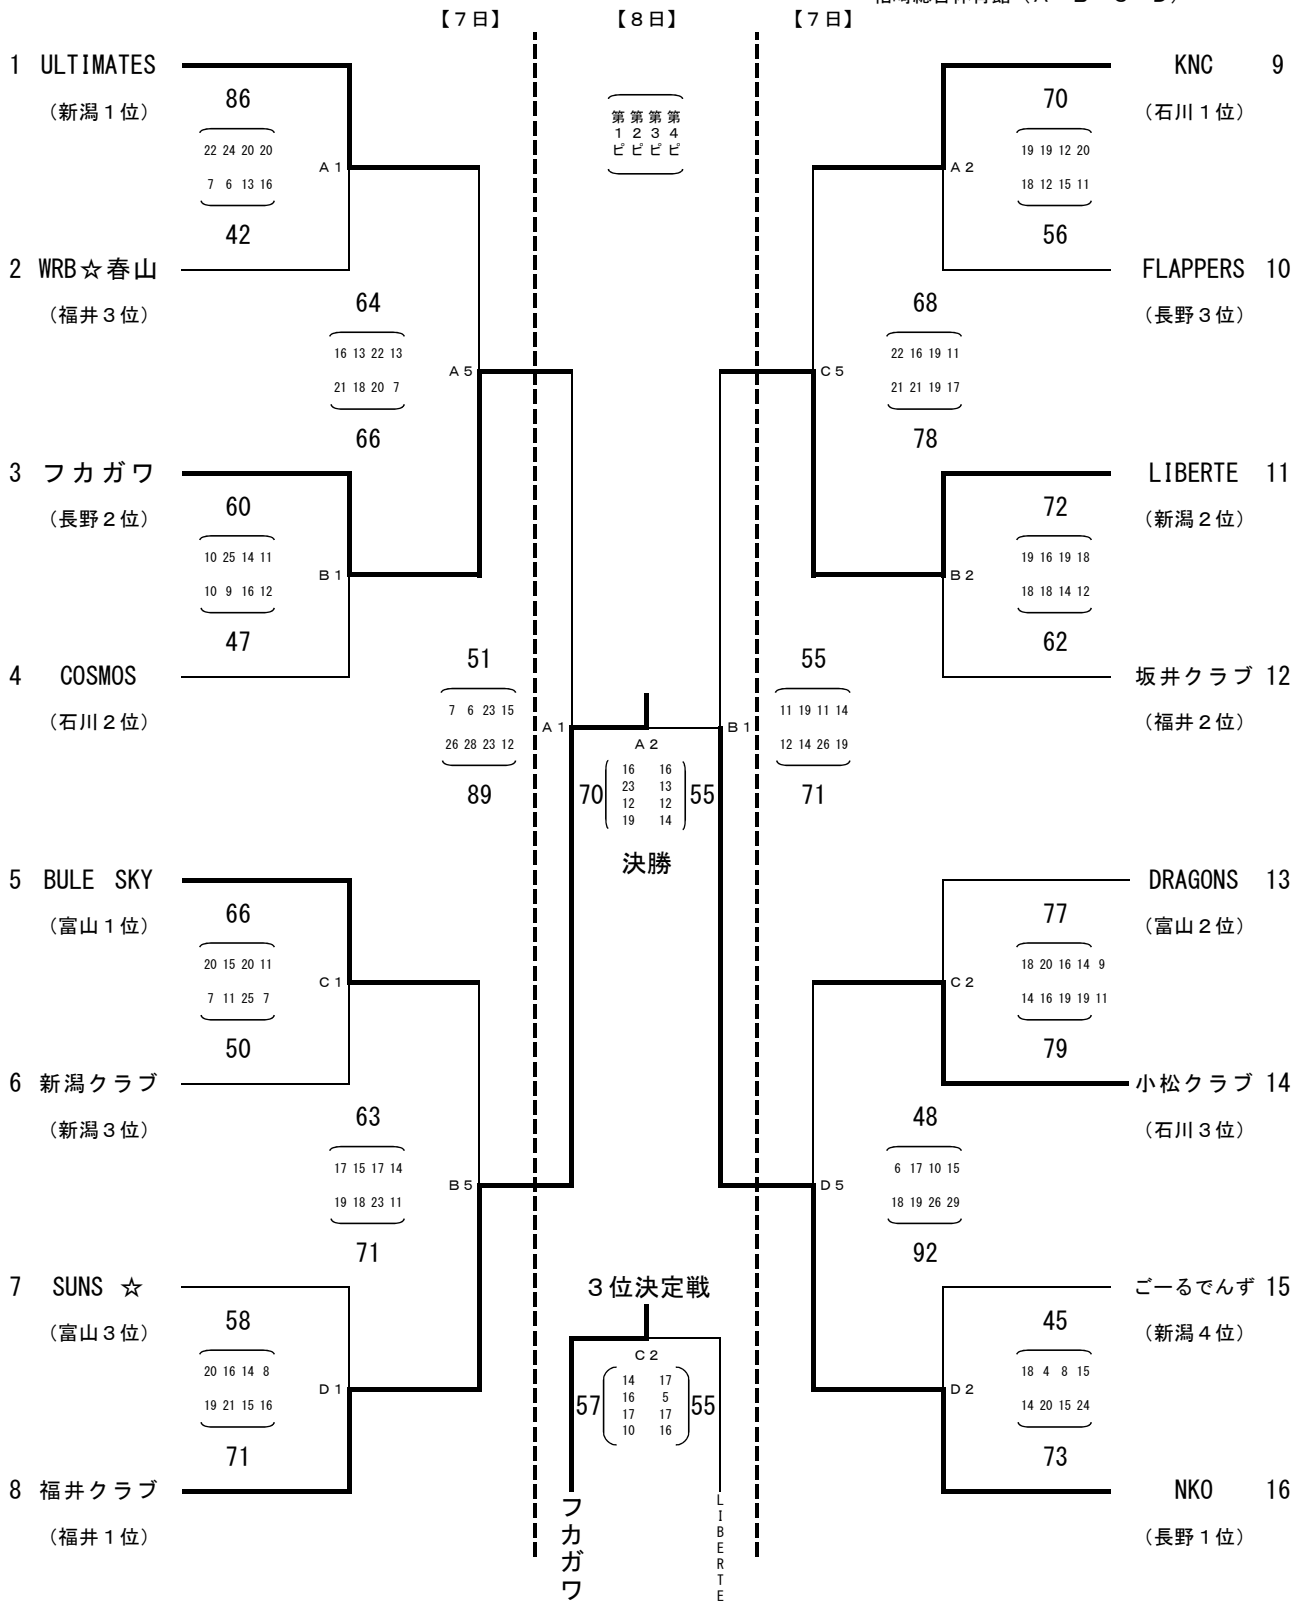 【７日】 【８日】 【７日】
1 ULTIMATES
（新潟１位）
86
22 24 20 20
7 6 13 16
42
A1
2 WRB☆春山
（福井３位）
64
16 13 22 13
21 18 20 7
66
A5
3 フカガワ
（長野２位）
60
10 25 14 11
10 9 16 12
47
B1
4 COSMOS
（石川２位）
51
7 6 23 15
26 28 23 12
89
A1
5 BULE SKY
（富山１位）
66
20 15 20 11
7 11 25 7
50
C1
6 新潟クラブ
（新潟３位）
63
17 15 17 14
19 18 23 11
71
B5
7 SUNS ☆
（富山３位）
58
20 16 14 8
19 21 15 16
71
D1
8 福井クラブ
（福井１位）
第1ピ 第2ピ 第3ピ 第4ピ
A2
70
16 16
23 13
12 12
19 14
55
決勝
３位決定戦
C2
57
14 17
16 5
17 17
10 16
55
フカガワ
LIBERTE
KNC 9
（石川１位）
70
19 19 12 20
18 12 15 11
56
A2
FLAPPERS 10
（長野３位）
68
22 16 19 11
21 21 19 17
78
C5
LIBERTE 11
（新潟２位）
72
19 16 19 18
18 18 14 12
62
B2
坂井クラブ 12
（福井２位）
55
11 19 11 14
12 14 26 19
71
B1
DRAGONS 13
（富山２位）
77
18 20 16 14 9
14 16 19 19 11
79
C2
小松クラブ 14
（石川３位）
48
6 17 10 15
18 19 26 29
92
D5
ごーるでんず 15
（新潟４位）
45
18 4 8 15
14 20 15 24
73
D2
NKO 16
（長野１位）